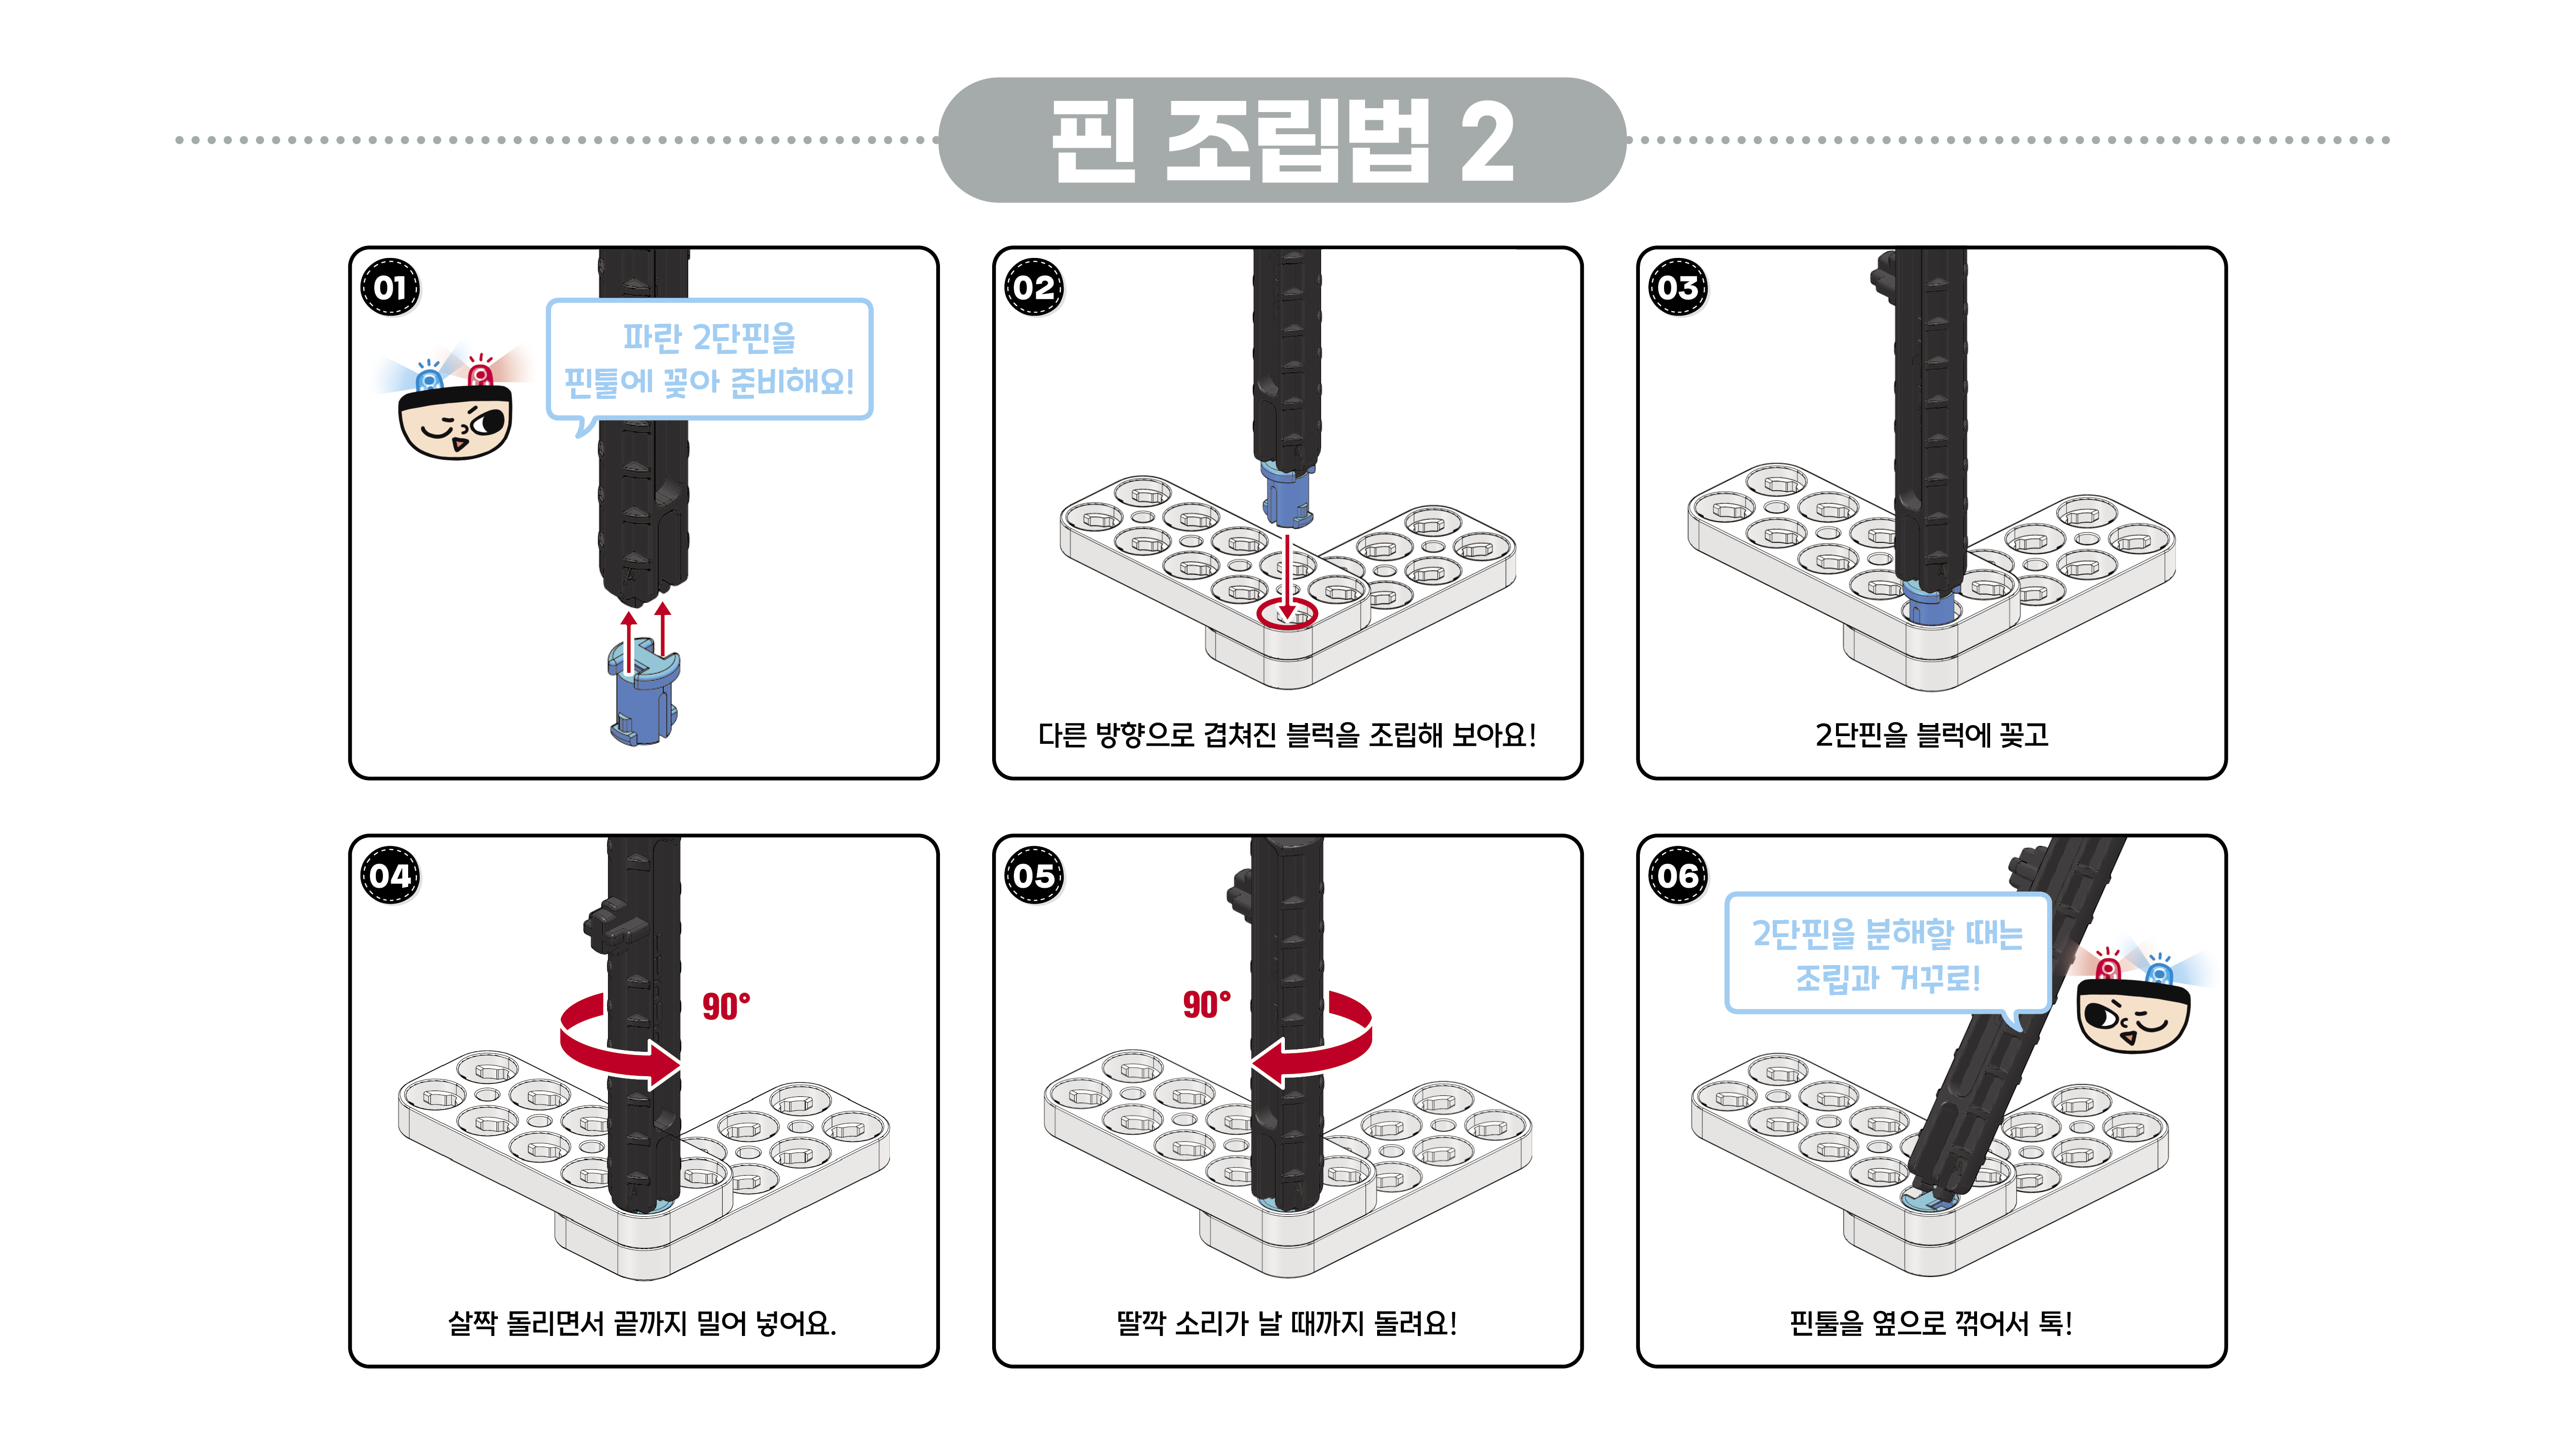 핀 조립법 2
01
파란 2단핀을
핀툴에 꽂아 준비해요!
02
다른 방향으로 겹쳐진 블럭을 조립해 보아요!
03
2단핀을 블럭에 꽂고
04
90°
살짝 돌리면서 끝까지 밀어 넣어요.
05
90°
딸깍 소리가 날 때까지 돌려요!
06
2단핀을 분해할 때는
조립과 거꾸로!
핀툴을 옆으로 꺾어서 톡!